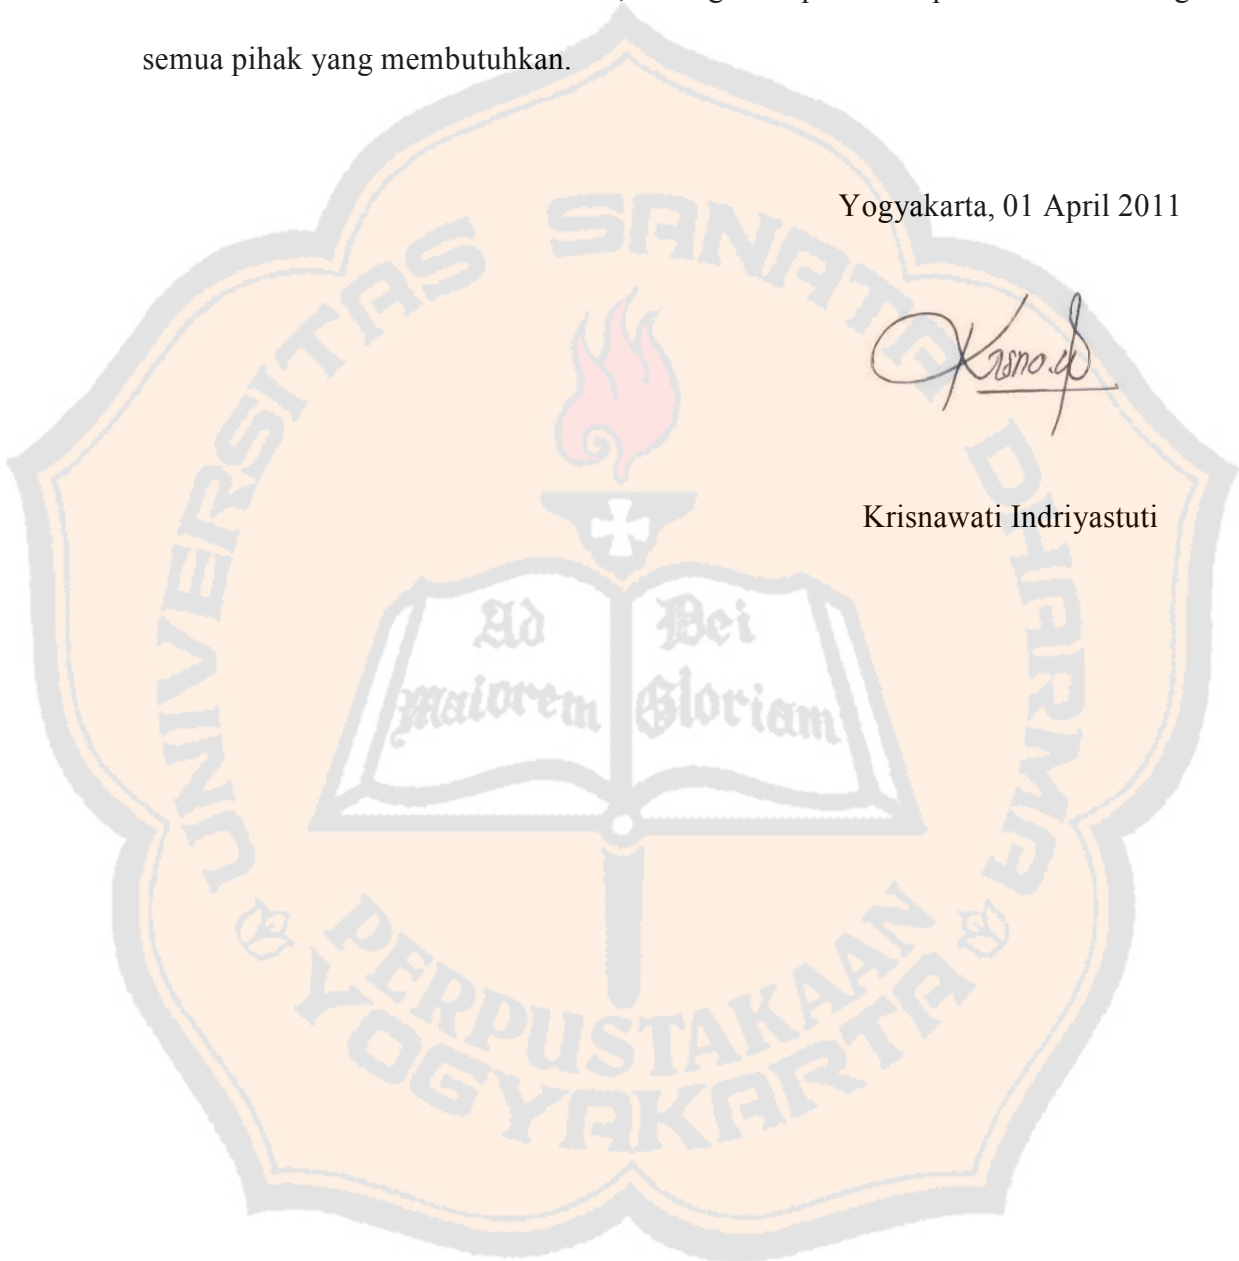 semua pihak yang membutuhkan.
Yogyakarta, 01 April 2011
Krisnawati Indriyastuti
UNIVERSITAS SANATA DHARMA
Ad
maiorem
Dei
Gloriam
PERPUSTAKAAN
YOGYAKARTA